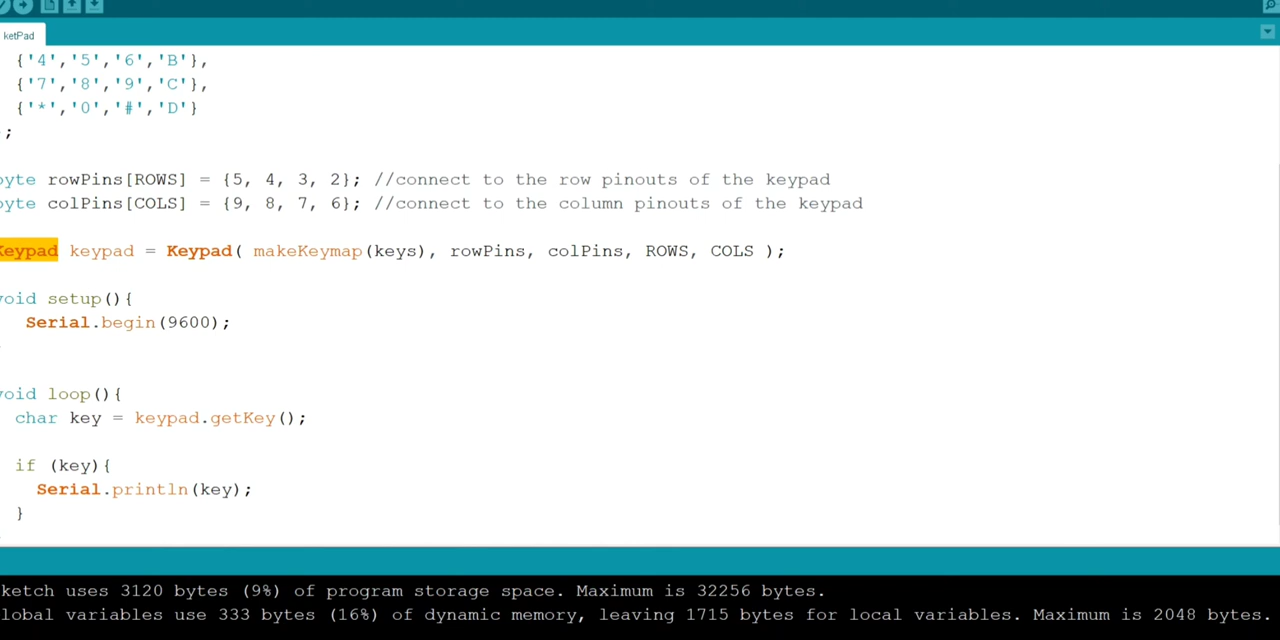 ketPad
{'4','5','6','B'},
{'7','8','9','C'},
{'*','0','#','D'}
};
byte rowPins[ROWS] = {5, 4, 3, 2}; //connect to the row pinouts of the keypad
byte colPins[COLS] = {9, 8, 7, 6}; //connect to the column pinouts of the keypad
Keypad keypad = Keypad( makeKeymap(keys), rowPins, colPins, ROWS, COLS );
void setup(){
Serial.begin(9600);
void loop(){
char key = keypad.getKey();
if (key){
Serial.println(key);
}
ketch uses 3120 bytes (9%) of program storage space. Maximum is 32256 bytes.
lobal variables use 333 bytes (16%) of dynamic memory, leaving 1715 bytes for local variables. Maximum is 2048 bytes.